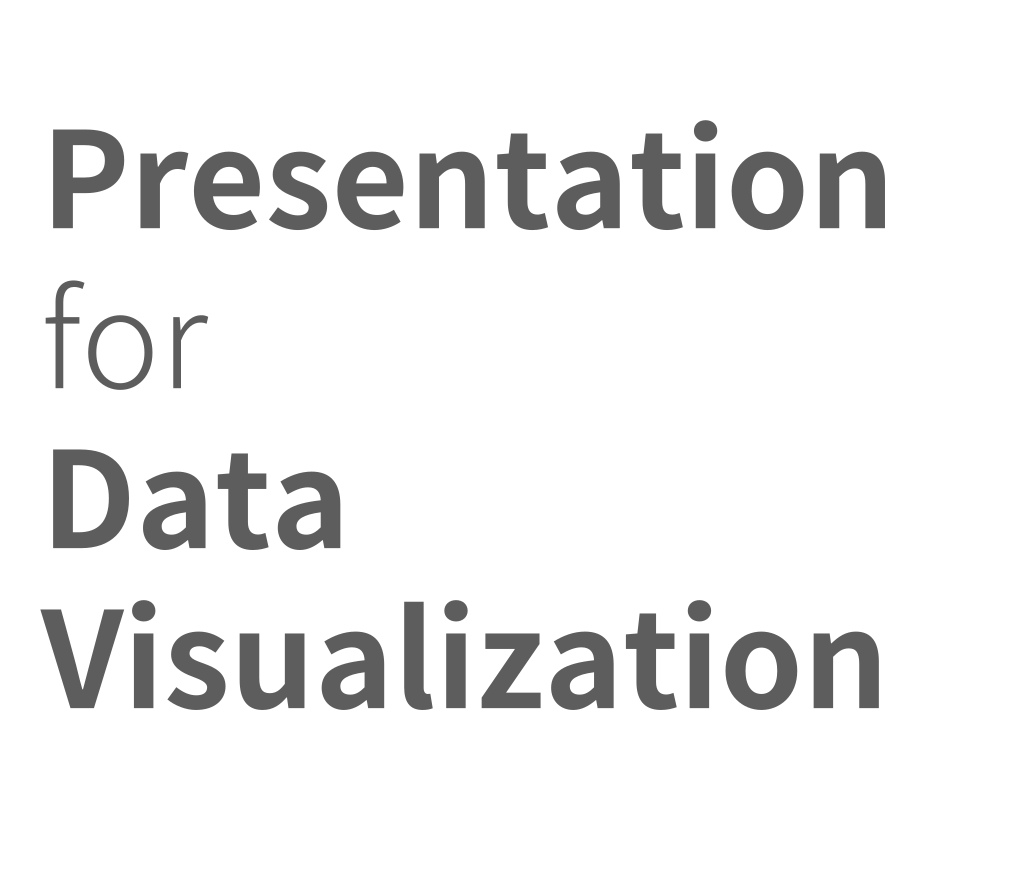 Presentation
for
Data
Visualization